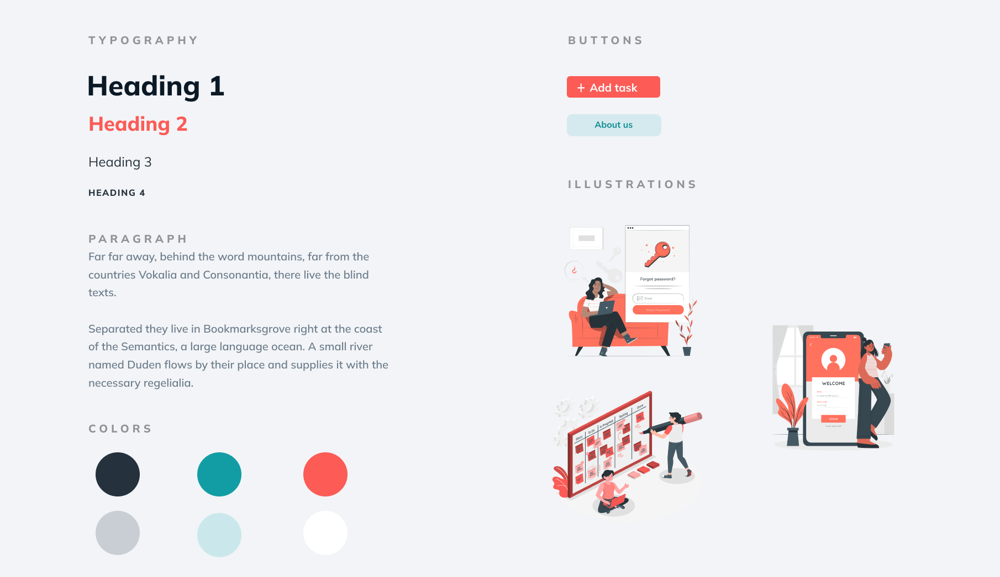 TYPOGRAPHY
Heading 1
Heading 2
Heading 3
HEADING 4
PARAGRAPH
Far far away, behind the word mountains, far from the
countries Vokalia and Consonantia, there live the blind
texts.
Separated they live in Bookmarksgrove right at the coast
of the Semantics, a large language ocean. A small river
named Duden flows by their place and supplies it with the
necessary regelialia.
COLORS
BUTTONS
+ Add task
About us
ILLUSTRATIONS
Forgot password?
Email
Reset Password
Story
To Do
In Progress
Testing
Done
WELCOME
EMAIL
LOGIN
Forgot password?